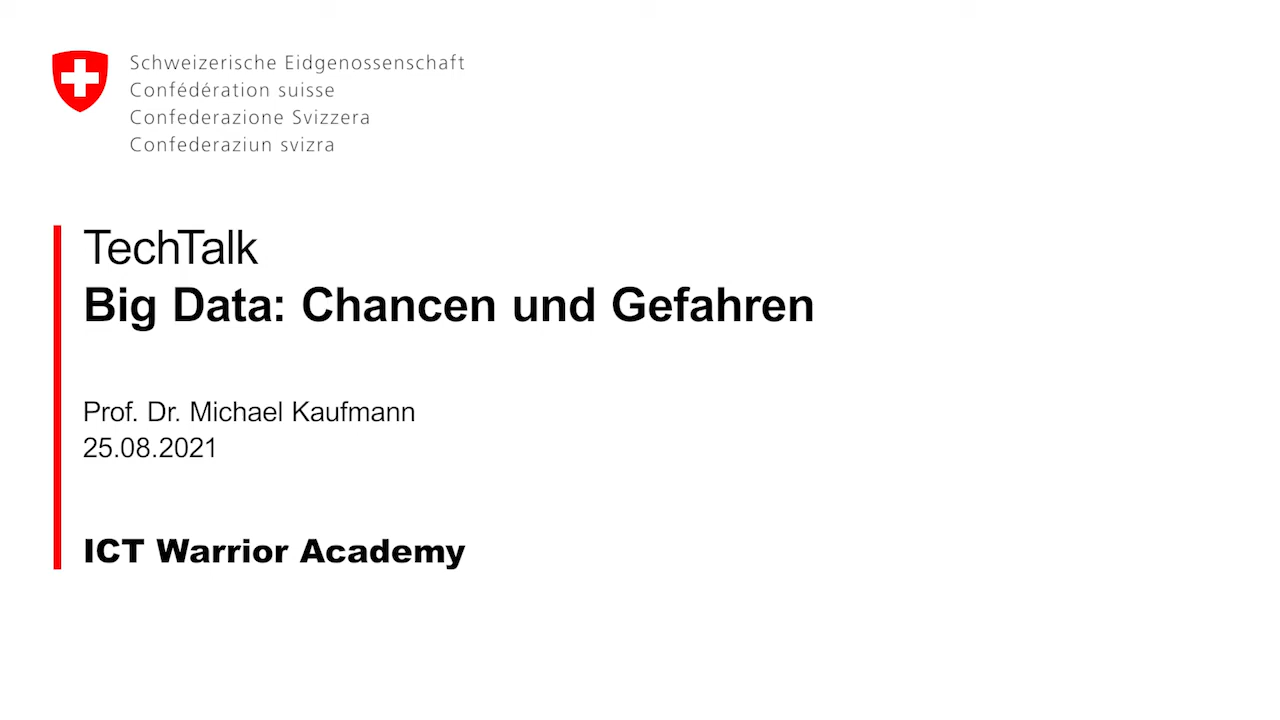 Schweizerische Eidgenossenschaft
Confédération suisse
Confederazione Svizzera
Confederaziun svizra
TechTalk
Big Data: Chancen und Gefahren
Prof. Dr. Michael Kaufmann
25.08.2021
ICT Warrior Academy